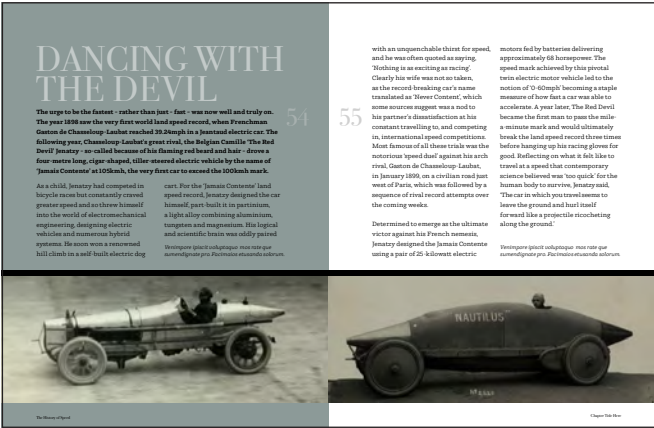 DANCING WITH
THE DEVIL
The urge to be the fastest - rather than just - fast - was now well and truly on.
The year 1898 saw the very first world land speed record, when Frenchman
Gaston de Chasseloup-Laubat reached 39.24mph in a Jeantaud electric car. The
following year, Chasseloup-Laubat's great rival, the Belgian Camille 'The Red
Devil' Jenatzy - so-called because of his flaming red beard and hair - drove a
four-metre long, cigar-shaped, tiller-steered electric vehicle by the name of
'Jamais Contente' at 105kmh, the very first car to exceed the 100kmh mark.
As a child, Jenatzy had competed in
bicycle races but constantly craved
greater speed and so threw himself
into the world of electromechanical
engineering, designing electric
vehicles and numerous hybrid
systems. He soon won a renowned
hill climb in a self-built electric dog
cart. For the 'Jamais Contente' land
speed record, Jenatzy designed the car
himself, part-built it in partinium,
a light alloy combining aluminium,
tungsten and magnesium. His logical
and scientific brain was oddly paired
Venimpore ipiscit voluptaquo mos rate que
sumendignate pro. Facimaios etusanda solorum.
54
55
with an unquenchable thirst for speed,
and he was often quoted as saying,
'Nothing is as exciting as racing'.
Clearly his wife was not so taken,
as the record-breaking car's name
translated as 'Never Content', which
some sources suggest was a nod to
his partner's dissatisfaction at his
constant travelling to, and competing
in, international speed competitions.
Most famous of all these trials was the
notorious 'speed duel' against his arch
rival, Gaston de Chasseloup-Laubat,
in January 1899, on a civilian road just
west of Paris, which was followed by a
sequence of rival record attempts over
the coming weeks.
Determined to emerge as the ultimate
victor against his French nemesis,
Jenatzy designed the Jamais Contente
using a pair of 25-kilowatt electric
motors fed by batteries delivering
approximately 68 horsepower. The
speed mark achieved by this pivotal
twin electric motor vehicle led to the
notion of '0-60mph' becoming a staple
measure of how fast a car was able to
accelerate. A year later, The Red Devil
became the first man to pass the mile-
a-minute mark and would ultimately
break the land speed record three times
before hanging up his racing gloves for
good. Reflecting on what it felt like to
travel at a speed that contemporary
science believed was 'too quick' for the
human body to survive, Jenatzy said,
'The car in which you travel seems to
leave the ground and hurl itself
forward like a projectile ricocheting
along the ground.'
Venimpore ipiscit voluptaquo mos rate que
sumendignate pro. Facimaios etusanda solorum.
NAUTILUS
The History of Speed
Chapter Title Here